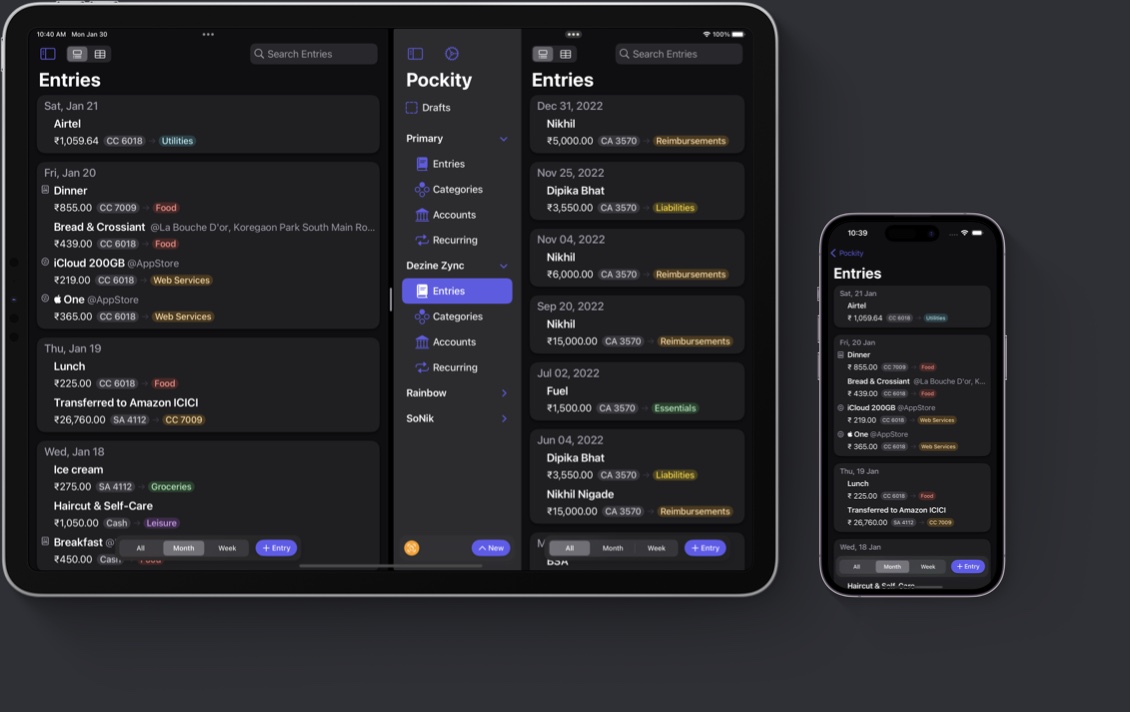 10:40 AM Mon Jan 30
Search Entries
Entries
Sat, Jan 21
Airtel
₹1,059.64 CC 6018 Utilities
Fri, Jan 20
Dinner
₹855.00 CC 7009 Food
Bread & Crossiant @La Bouche D'or, Koregaon Park South Main Ro...
₹439.00 CC 6018 Food
iCloud 200GB @AppStore
₹219.00 CC 6018 Web Services
One @AppStore
₹365.00 CC 6018 Web Services
Thu, Jan 19
Lunch
₹225.00 CC 6018 Food
Transferred to Amazon ICICI
₹26,760.00 SA 4112 CC 7009
Wed, Jan 18
Ice cream
₹275.00 SA 4112 Groceries
Haircut & Self-Care
₹1,050.00 Cash Leisure
Breakfast
₹450.00 Cash Food
All Month Week + Entry
Pockity
Drafts
Primary
Entries
Categories
Accounts
Recurring
Dezine Zync
Entries
Categories
Accounts
Recurring
Rainbow
SoNik
New
100%
Search Entries
Entries
Dec 31, 2022
Nikhil
₹5,000.00 CA 3570 Reimbursements
Nov 25, 2022
Dipika Bhat
₹3,550.00 CA 3570 Liabilities
Nov 04, 2022
Nikhil
₹6,000.00 CA 3570 Reimbursements
Sep 20, 2022
Nikhil
₹15,000.00 CA 3570 Reimbursements
Jul 02, 2022
Fuel
₹1,500.00 CA 3570 Essentials
Jun 04, 2022
Dipika Bhat
₹3,550.00 CA 3570 Liabilities
Nikhil Nigade
₹15,000.00 CA 3570 Reimbursements
All Month Week + Entry
10:39
Pockity
Entries
Sat, 21 Jan
Airtel
₹ 1,059.64 CC 6018 Utilities
Fri, 20 Jan
Dinner
₹ 855.00 CC 7009 Food
Bread & Crossiant @La Bouche D'or, K...
₹ 439.00 CC 6018 Food
iCloud 200GB @AppStore
₹ 219.00 CC 6018 Web Services
One @AppStore
₹ 365.00 CC 6018 Web Services
Thu, 19 Jan
Lunch
₹ 225.00 CC 6018 Food
Transferred to Amazon ICICI
₹ 26,760.00 SA 4112 CC 7009
Wed, 18 Jan
All Month Week + Entry
Haircut & Self-Care